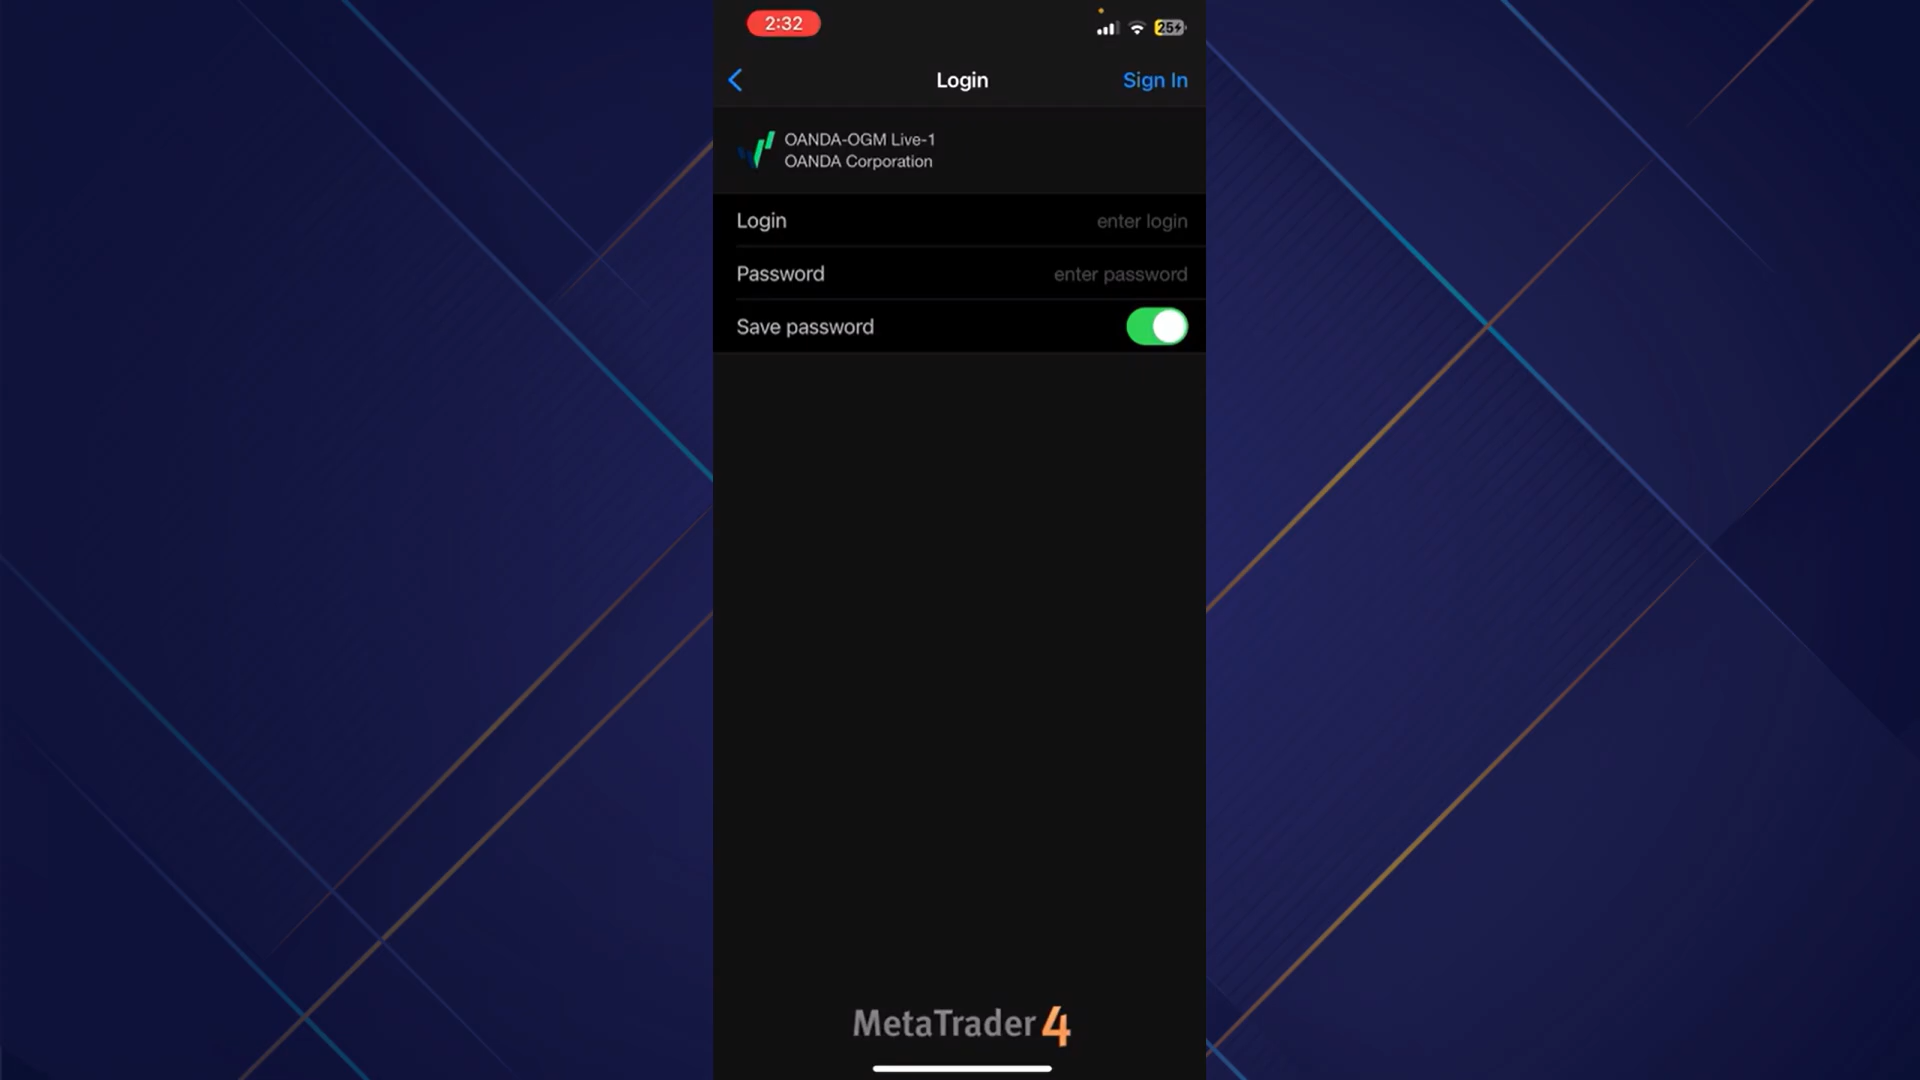 2:32
25
Login
Sign In
OANDA-OGM Live-1
OANDA Corporation
Login
enter login
Password
enter password
Save password
MetaTrader 4